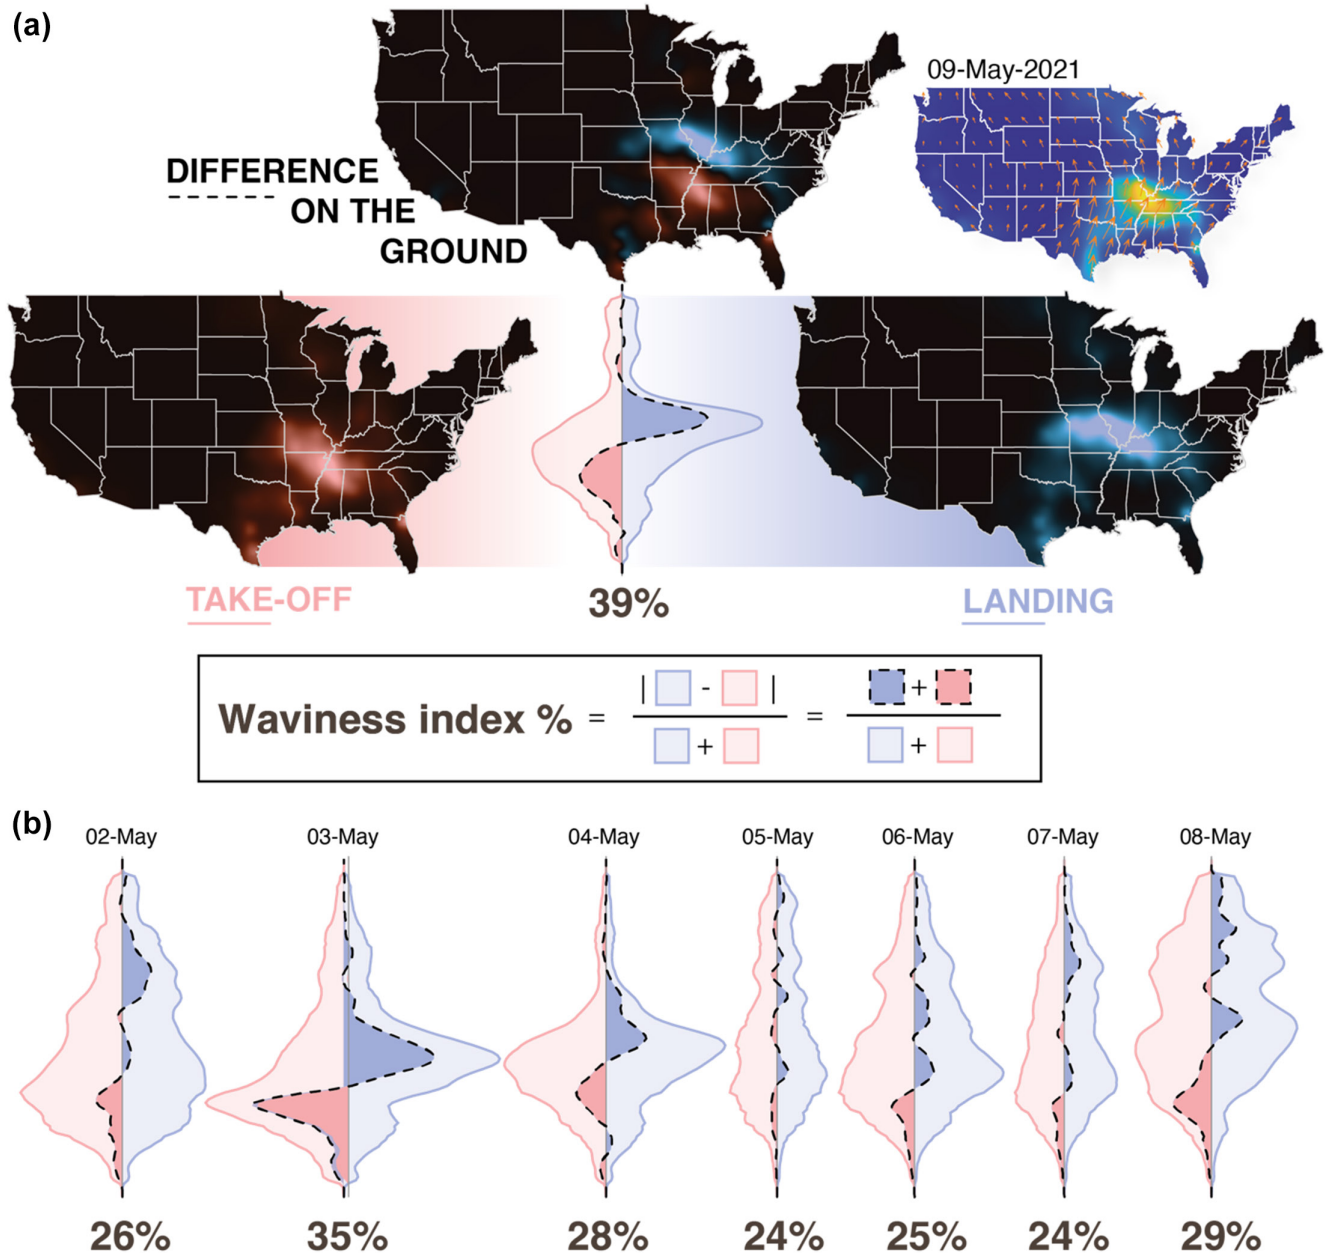 (a)
09-May-2021
DIFFERENCE
ON THE
GROUND
TAKE-OFF
39%
LANDING
| - |
Waviness index % = =
+
+
+
(b)
02-May 03-May 04-May 05-May 06-May 07-May 08-May
26% 35% 28% 24% 25% 24% 29%